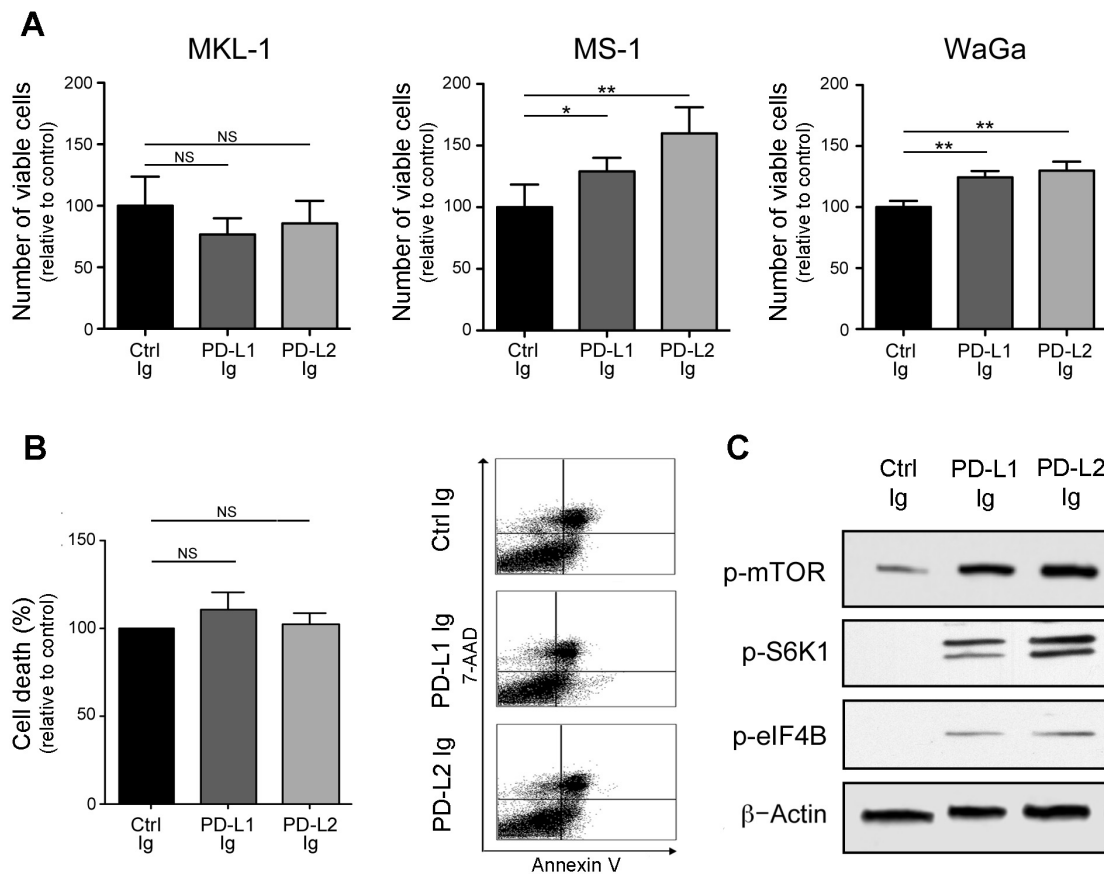 A
MKL-1
MS-1
WaGa
Number of viable cells
(relative to control)
200
150
100
50
0
NS
NS
Ctrl
Ig
PD-L1
Ig
PD-L2
Ig
Number of viable cells
(relative to control)
200
150
100
50
0
**
*
Ctrl
Ig
PD-L1
Ig
PD-L2
Ig
Number of viable cells
(relative to control)
200
150
100
50
0
**
**
Ctrl
Ig
PD-L1
Ig
PD-L2
Ig
B
Cell death (%)
(relative to control)
150
100
50
0
NS
NS
Ctrl
Ig
PD-L1
Ig
PD-L2
Ig
Ctrl Ig
PD-L1 Ig
PD-L2 Ig
7-AAD
Annexin V
C
Ctrl
Ig
PD-L1
Ig
PD-L2
Ig
p-mTOR
p-S6K1
p-eIF4B
β−Actin